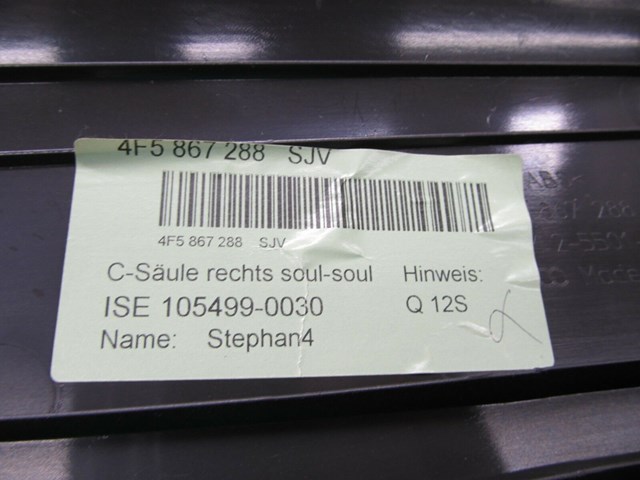 4F5 867 288 SJV
4F5 867 288 SJV
C-Säule rechts soul-soul Hinweis:
ISE 105499-0030 Q 12S
Name: Stephan4